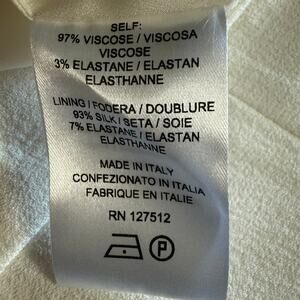 SELF:
97% VISCOSE / VISCOSA
VISCOSE
3% ELASTANE / ELASTAN
ELASTHANNE
LINING / FODERA / DOUBLURE
93% SILK / SETA / SOIE
7% ELASTANE / ELASTAN
ELASTHANNE
MADE IN ITALY
CONFEZIONATO IN ITALIA
FABRIQUE EN ITALIE
RN 127512
P